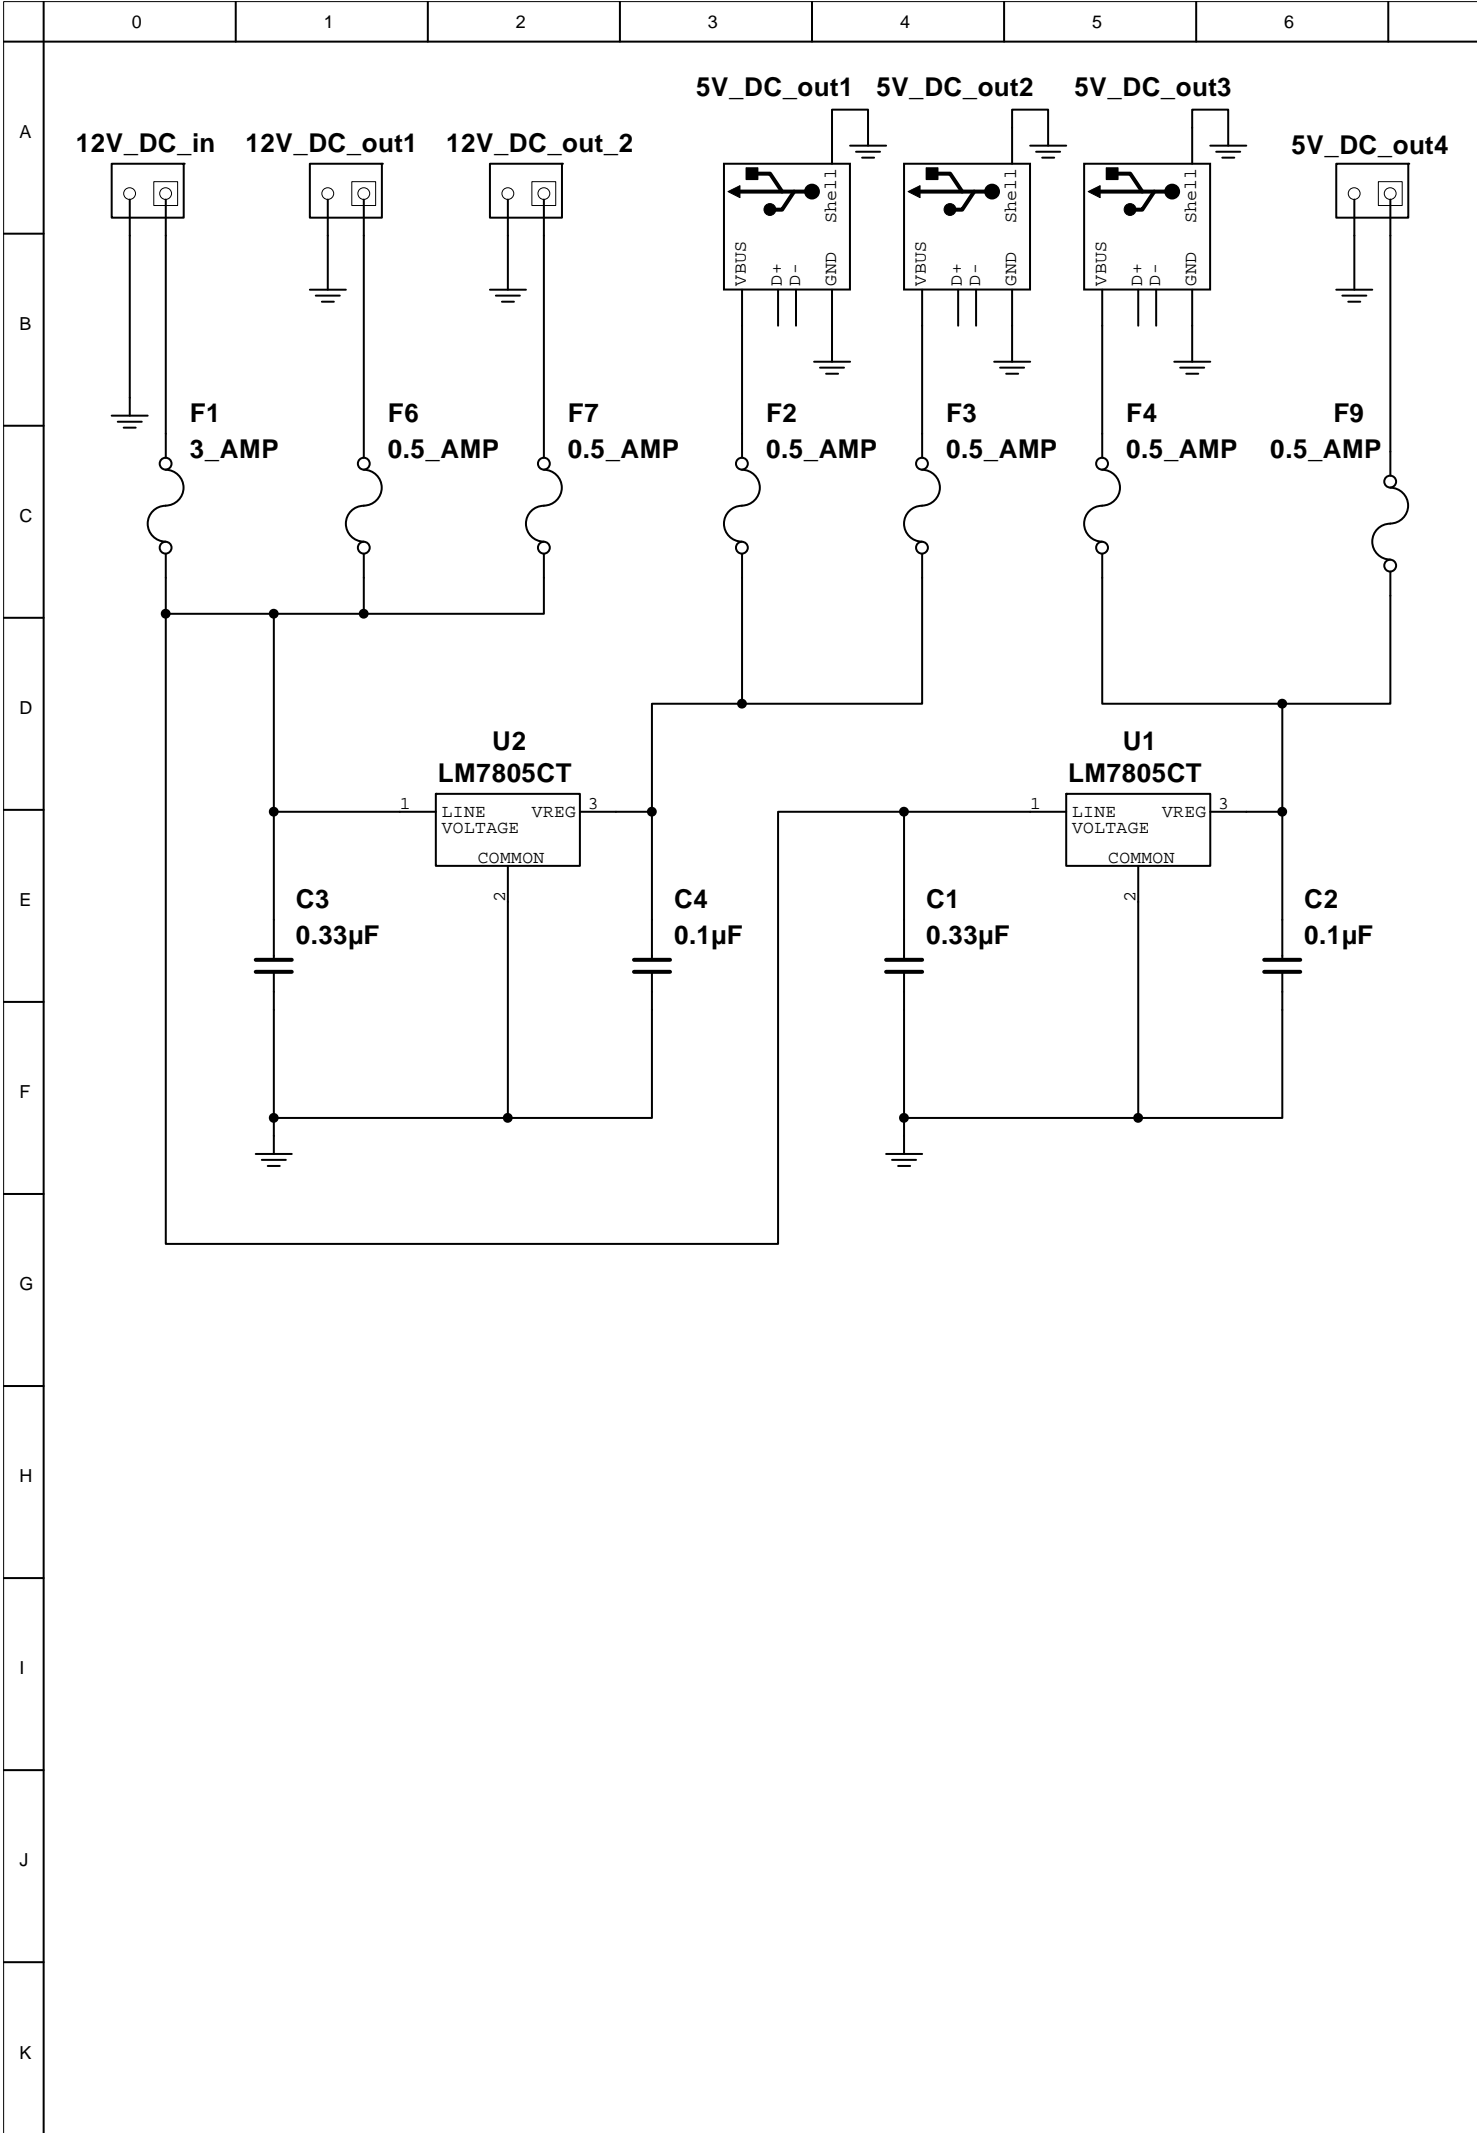 0 1 2 3 4 5 6
A
B
C
D
E
F
G
H
I
J
K
5V_DC_out1 5V_DC_out2 5V_DC_out3
12V_DC_in 12V_DC_out1 12V_DC_out_2 5V_DC_out4
Shell Shell Shell
VBUS D+ D- GND VBUS D+ D- GND VBUS D+ D- GND
F1 F6 F7 F2 F3 F4 F9
3_AMP 0.5_AMP 0.5_AMP 0.5_AMP 0.5_AMP 0.5_AMP 0.5_AMP
U2 U1
LM7805CT LM7805CT
1 LINE VREG 3 1 LINE VREG 3
VOLTAGE VOLTAGE
COMMON COMMON
2 2
C3 C4 C1 C2
0.33µF 0.1µF 0.33µF 0.1µF